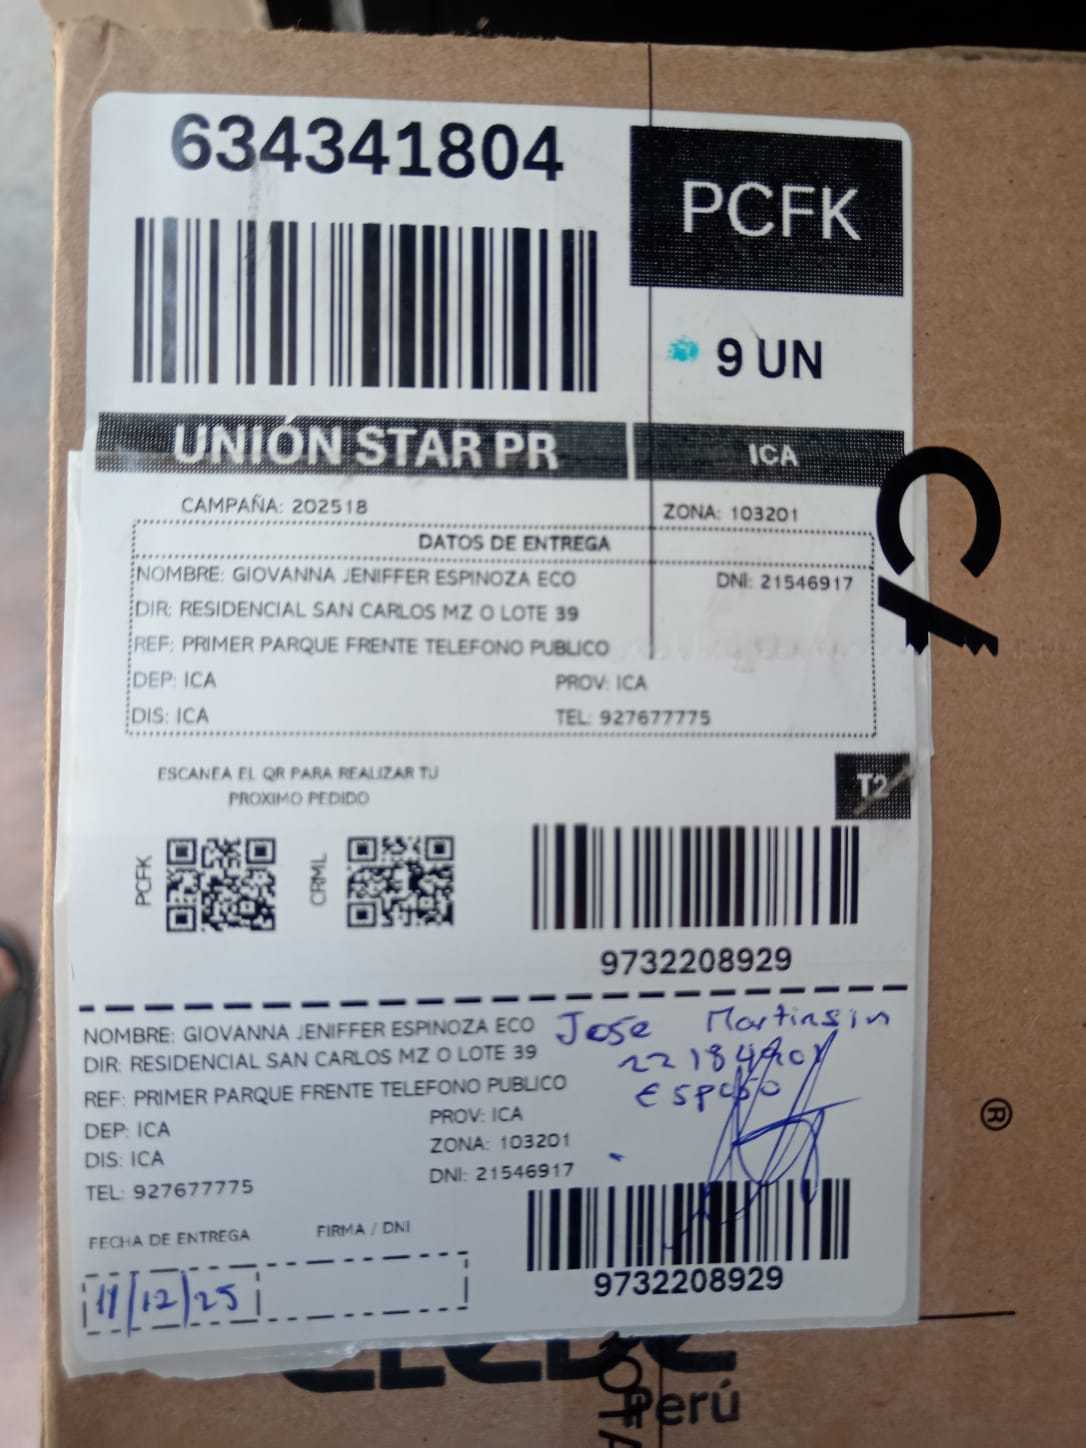 634341804
PCFK
9 UN
UNIÓN STAR PR
ICA
CAMPAÑA: 202518
ZONA: 103201
DATOS DE ENTREGA
NOMBRE: GIOVANNA JENIFFER ESPINOZA ECO DNI: 21546917
DIR: RESIDENCIAL SAN CARLOS MZ O LOTE 39
REF: PRIMER PARQUE FRENTE TELEFONO PUBLICO
DEP: ICA PROV: ICA
DIS: ICA TEL: 927677775
ESCANEA EL QR PARA REALIZAR TU
PROXIMO PEDIDO
T2
PCFK
CRML
9732208929
NOMBRE: GIOVANNA JENIFFER ESPINOZA ECO
DIR: RESIDENCIAL SAN CARLOS MZ O LOTE 39
REF: PRIMER PARQUE FRENTE TELEFONO PUBLICO
DEP: ICA PROV: ICA
DIS: ICA ZONA: 103201
TEL: 927677775 DNI: 21546917
Jose
Esposo
FECHA DE ENTREGA FIRMA / DNI
11/12/25
9732208929
Perú
®